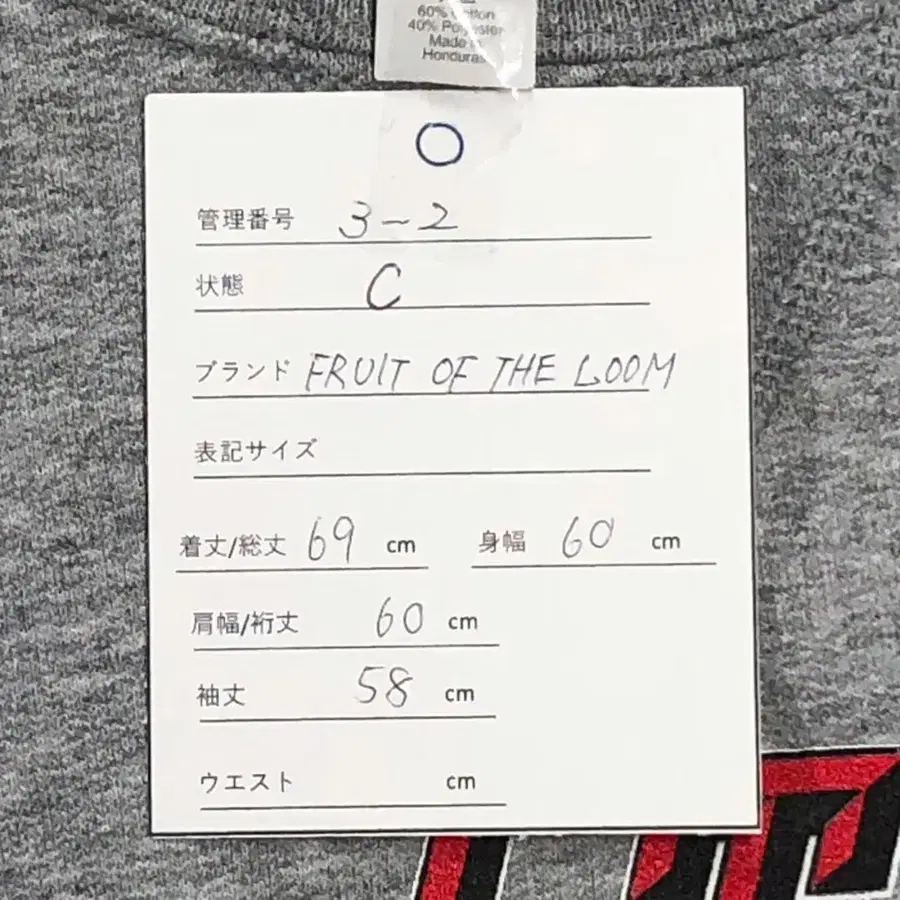 60% Cotton
40% Polyester
Made in
Honduras
管理番号 3-2
状態 C
ブランド FRUIT OF THE LOOM
表記サイズ
着丈/総丈 69 cm 身幅 60 cm
肩幅/裄丈 60 cm
袖丈 58 cm
ウエスト cm